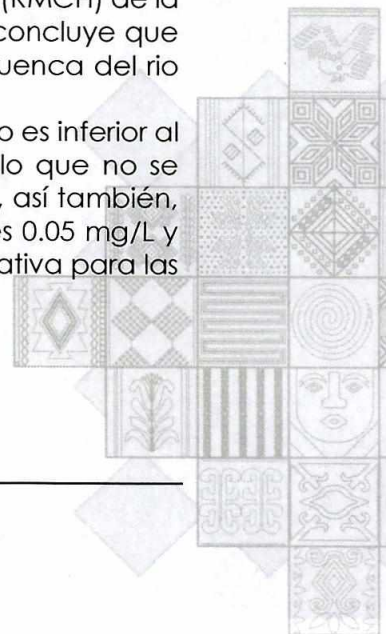 (RMCH) de la
concluye que
uenca del rio
o es inferior al
lo que no se
, así también,
es 0.05 mg/L y
ativa para las